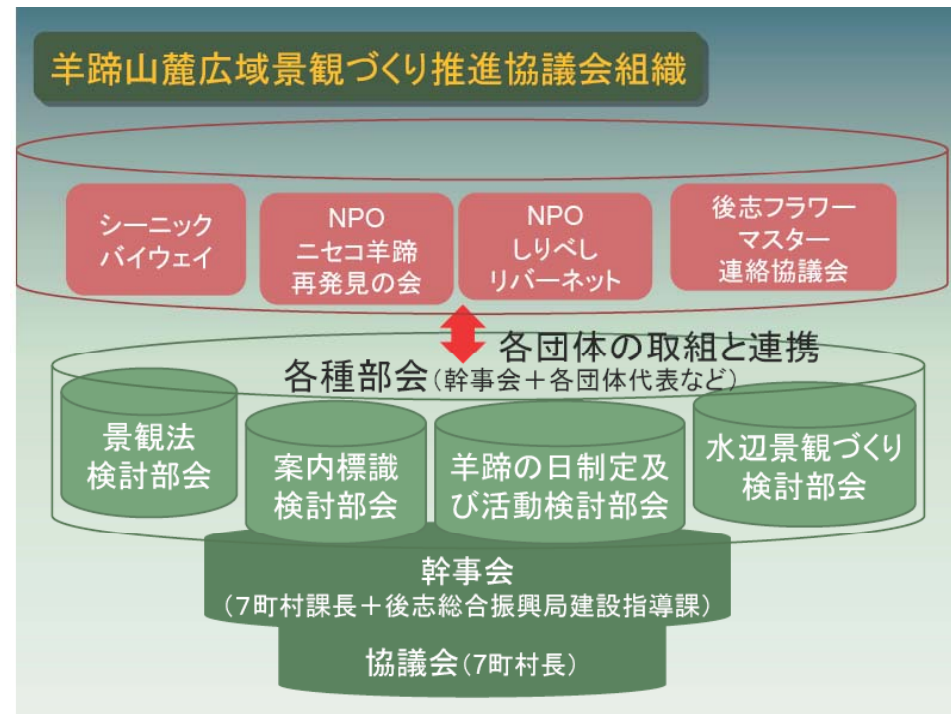 羊蹄山麓広域景観づくり推進協議会組織
シーニック
バイウェイ
NPO
ニセコ羊蹄
再発見の会
NPO
しりべし
リバーネット
後志フラワー
マスター
連絡協議会
各団体の取組と連携
各種部会(幹事会+各団体代表など)
景観法
検討部会
案内標識
検討部会
羊蹄の日制定及
び活動検討部会
水辺景観づくり
検討部会
幹事会
(7町村課長+後志総合振興局建設指導課)
協議会(7町村長)